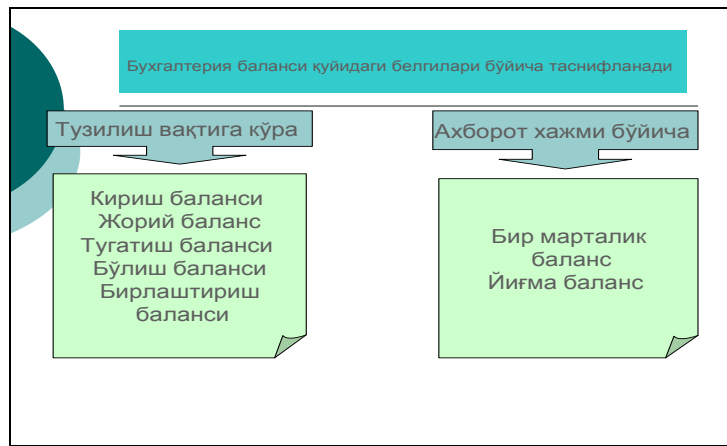 Бухгалтерия баланси қуйидаги белгилари бўйича таснифланади
Тузилиш вақтига кўра
Кириш баланси
Жорий баланс
Тугатиш баланси
Бўлиш баланси
Бирлаштириш
баланси
Ахборот хажми бўйича
Бир марталик
баланс
Йиғма баланс